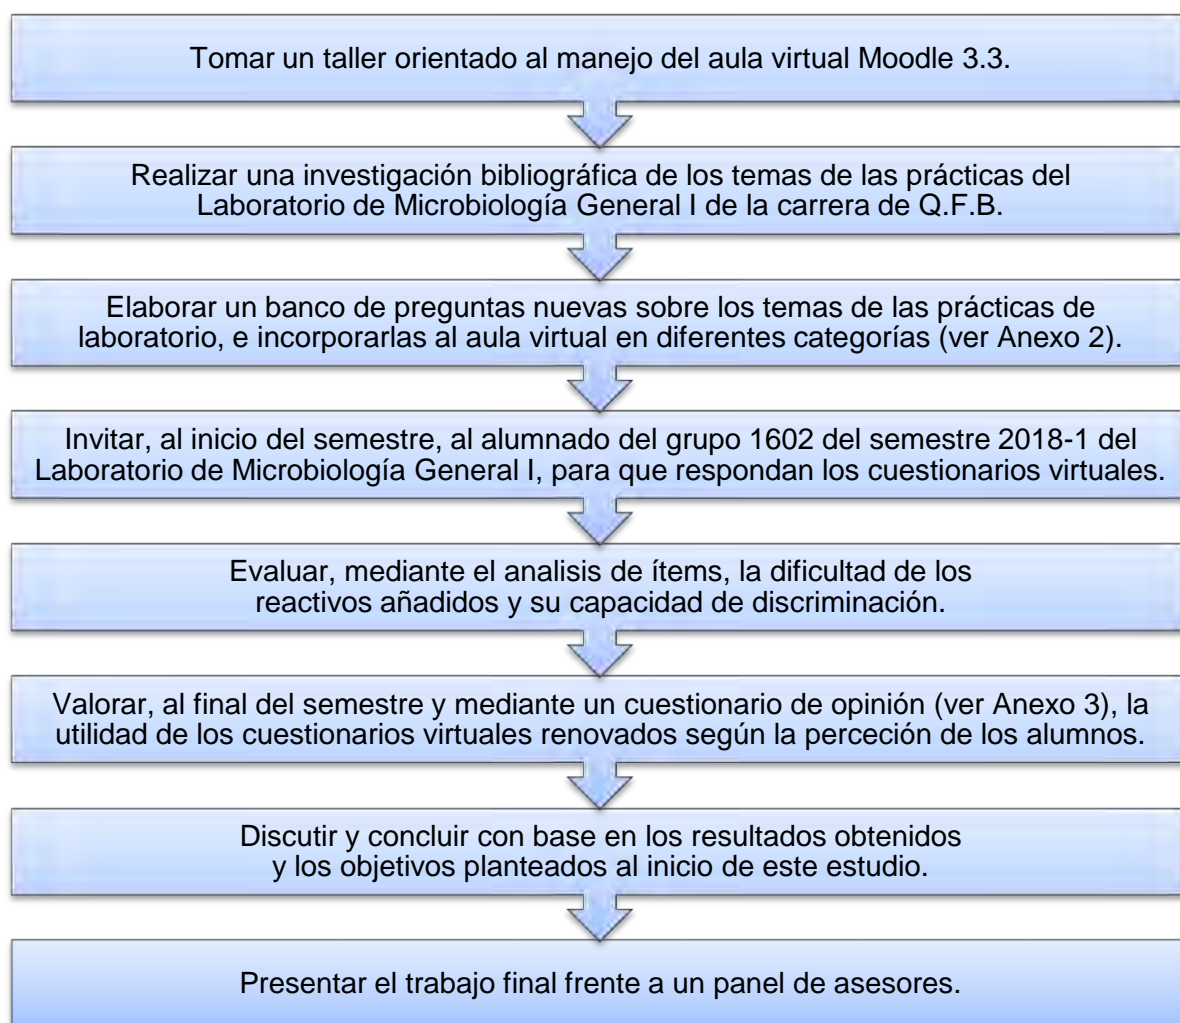 Tomar un taller orientado al manejo del aula virtual Moodle 3.3.
Realizar una investigación bibliográfica de los temas de las prácticas del
Laboratorio de Microbiología General I de la carrera de Q.F.B.
Elaborar un banco de preguntas nuevas sobre los temas de las prácticas de
laboratorio, e incorporarlas al aula virtual en diferentes categorías (ver Anexo 2).
Invitar, al inicio del semestre, al alumnado del grupo 1602 del semestre 2018-1 del
Laboratorio de Microbiología General I, para que respondan los cuestionarios virtuales.
Evaluar, mediante el analisis de ítems, la dificultad de los
reactivos añadidos y su capacidad de discriminación.
Valorar, al final del semestre y mediante un cuestionario de opinión (ver Anexo 3), la
utilidad de los cuestionarios virtuales renovados según la perceción de los alumnos.
Discutir y concluir con base en los resultados obtenidos
y los objetivos planteados al inicio de este estudio.
Presentar el trabajo final frente a un panel de asesores.